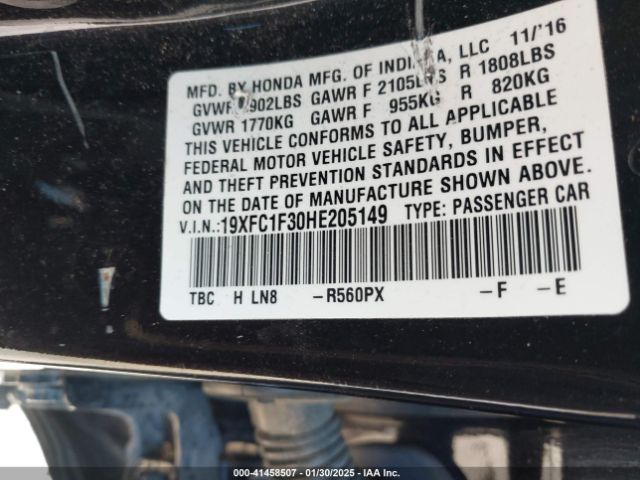 MFD. BY HONDA MFG. OF INDIANA, LLC 11/'16
GVWR 3902LBS GAWR F 2105LBS R 1808LBS
GVWR 1770KG GAWR F 955KG R 820KG
THIS VEHICLE CONFORMS TO ALL APPLICABLE
FEDERAL MOTOR VEHICLE SAFETY, BUMPER,
AND THEFT PREVENTION STANDARDS IN EFFECT
ON THE DATE OF MANUFACTURE SHOWN ABOVE.
V.I.N.: 19XFC1F30HE205149 TYPE: PASSENGER CAR
TBC H LN8 -R560PX -F -E
000-41458507 - 01/30/2025 - IAA Inc.